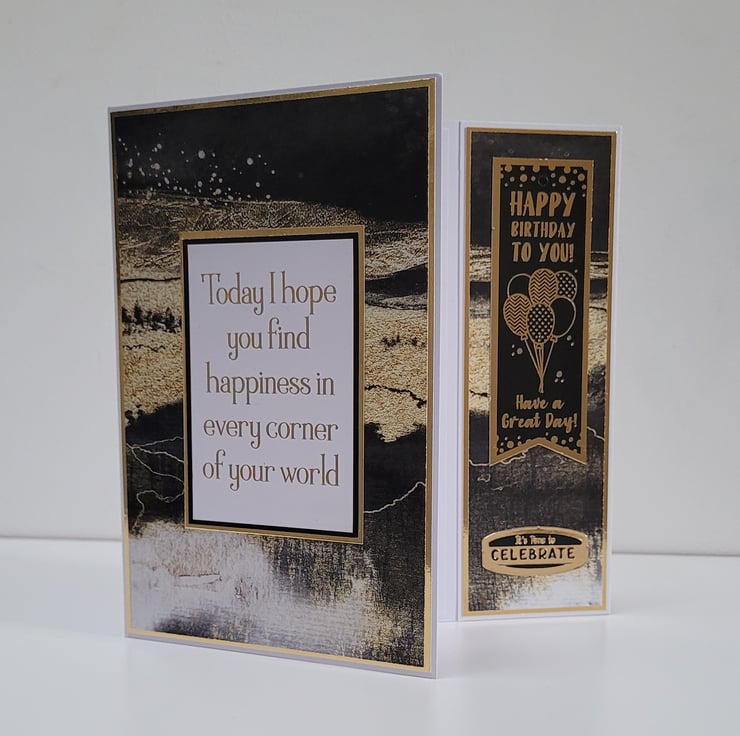 Today I hope
you find
happiness in
every corner
of your world
HAPPY
BIRTHDAY
TO YOU!
Have a
Great Day!
It's Time to
CELEBRATE